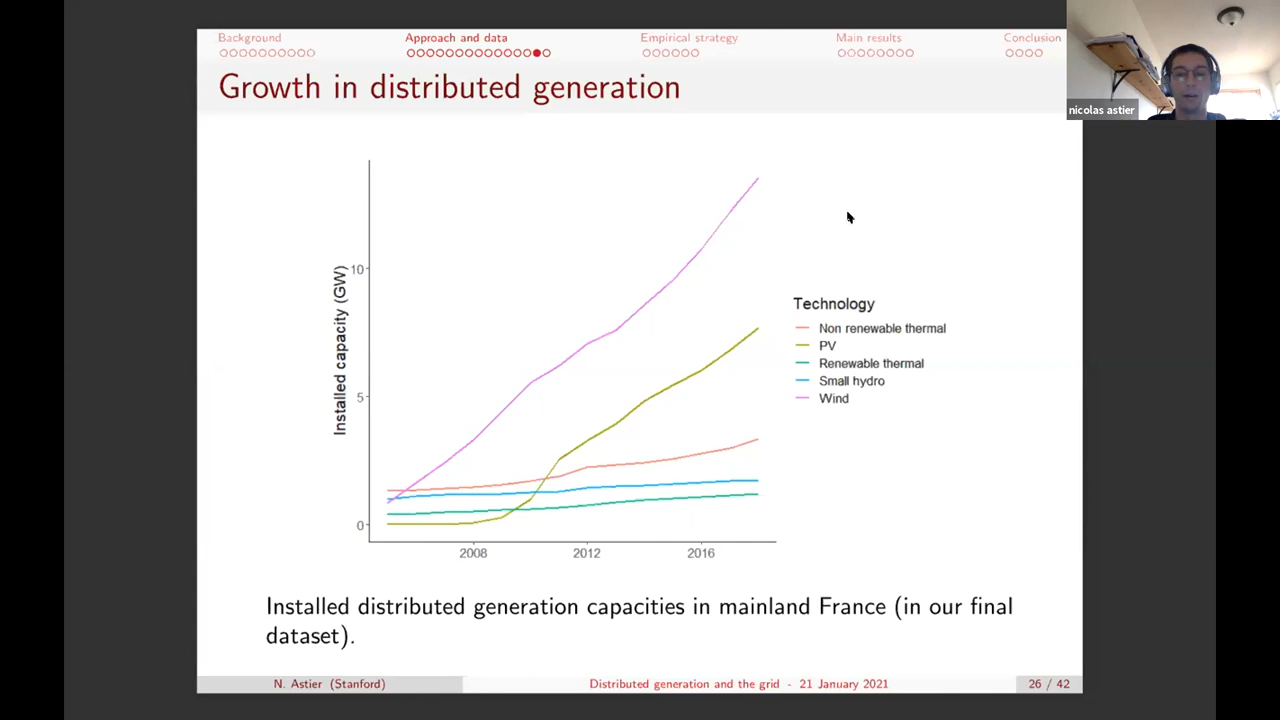 Background
Approach and data
Empirical strategy
Main results
Conclusion
Growth in distributed generation
nicolas astier
Installed capacity (GW)
10
5
0
2008
2012
2016
Technology
Non renewable thermal
PV
Renewable thermal
Small hydro
Wind
Installed distributed generation capacities in mainland France (in our final
dataset).
N. Astier (Stanford)
Distributed generation and the grid - 21 January 2021
26 / 42